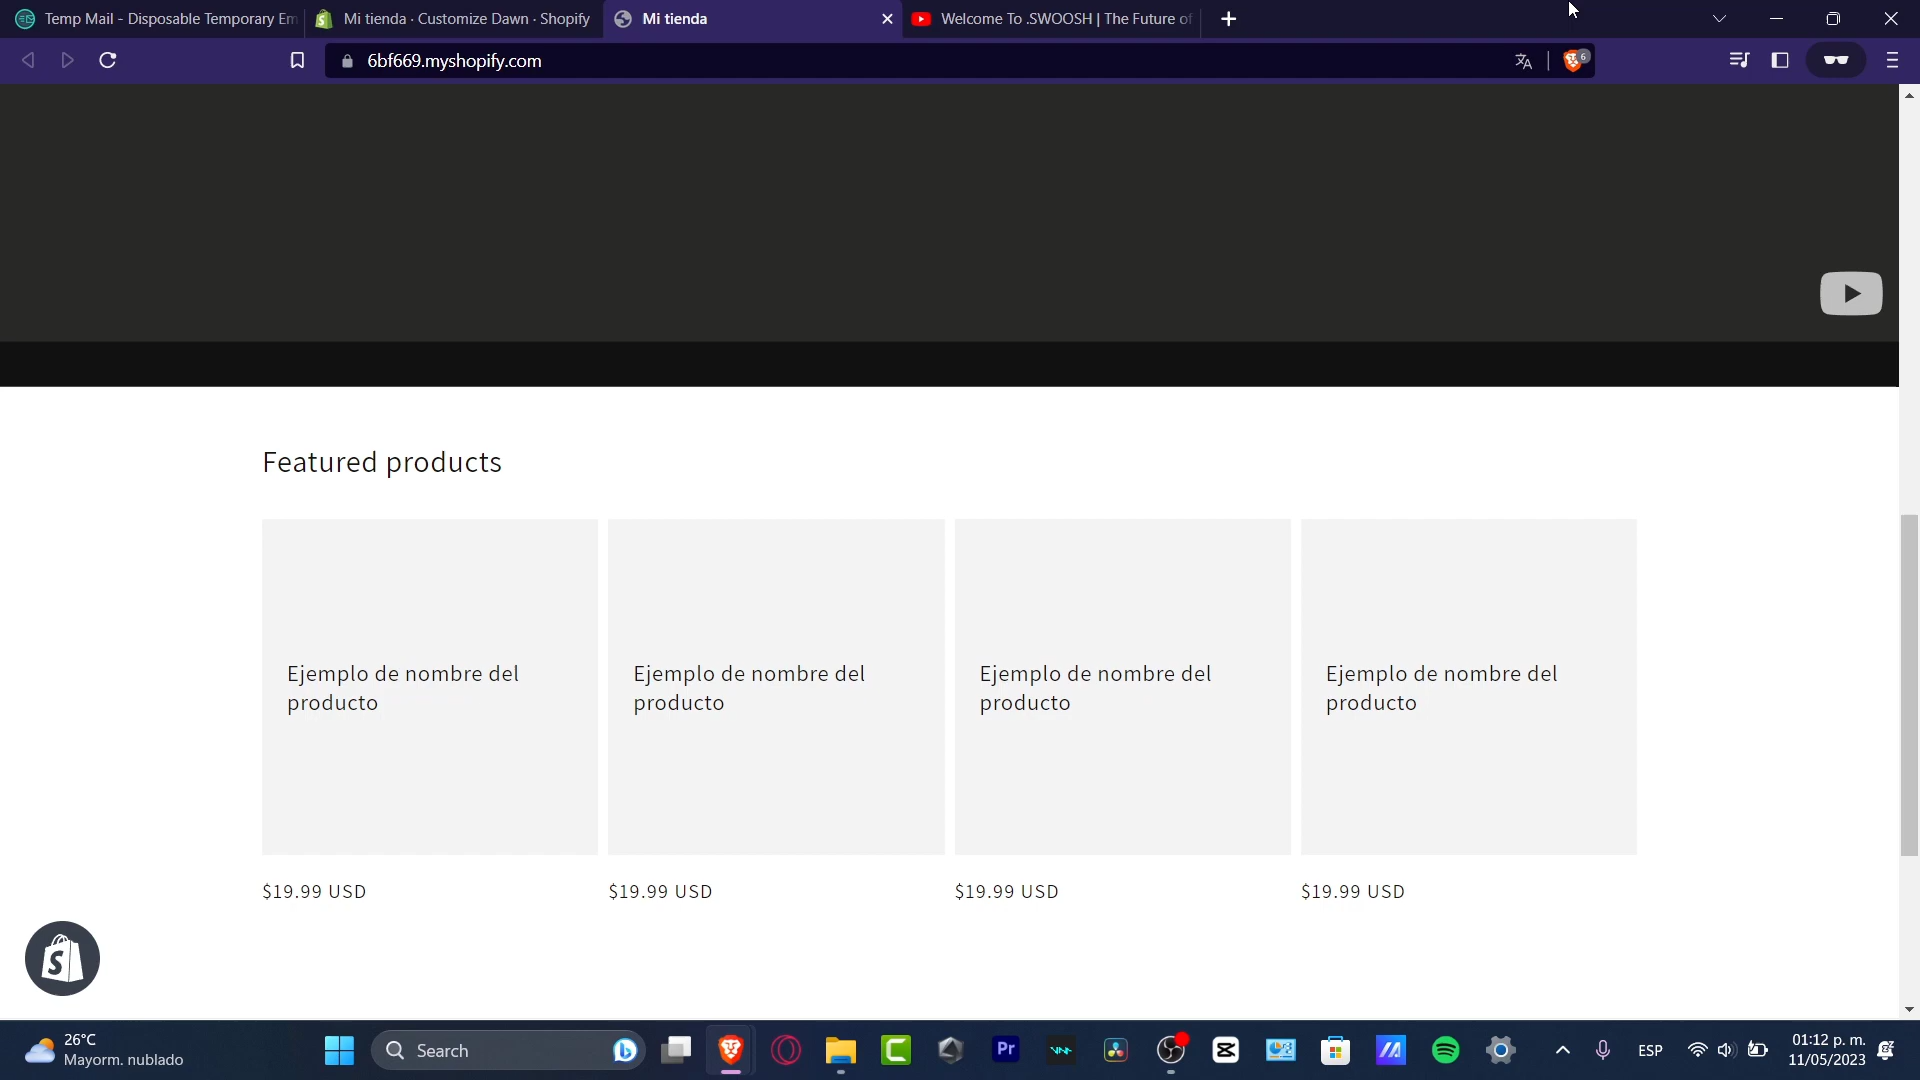 Temp Mail - Disposable Temporary Em
Mi tienda · Customize Dawn · Shopify
Mi tienda
Welcome To .SWOOSH | The Future of
6bf669.myshopify.com
6
Featured products
Ejemplo de nombre del
producto
Ejemplo de nombre del
producto
Ejemplo de nombre del
producto
Ejemplo de nombre del
producto
$19.99 USD
$19.99 USD
$19.99 USD
$19.99 USD
26°C
Mayorm. nublado
Search
Pr
ESP
01:12 p. m.
11/05/2023